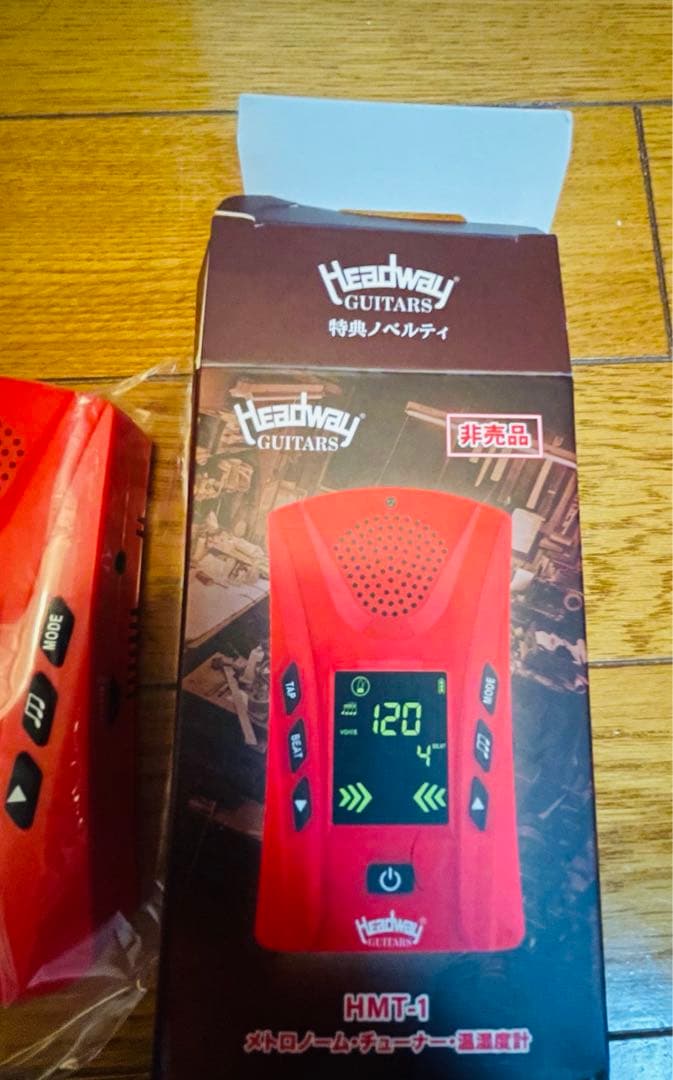 Headway
GUITARS
特典ノベルティ
Headway
GUITARS
非売品
MODE
TAP
MODE
BEAT
VOICE
120
BEAT
4
Headway
GUITARS
HMT-1
メトロノーム・チューナー・温湿度計